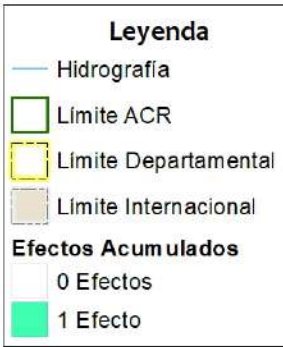 Leyenda
Hidrografía
Límite ACR
Límite Departamental
Límite Internacional
Efectos Acumulados
0 Efectos
1 Efecto